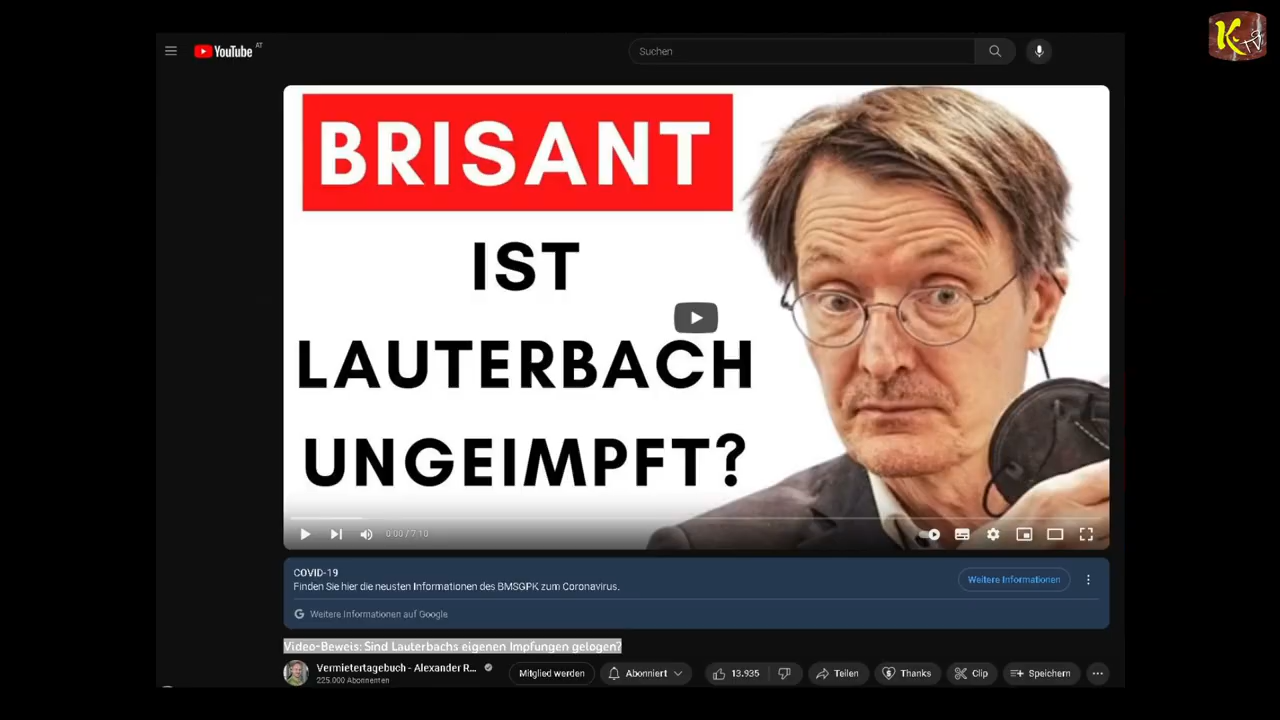 K TV
YouTube AT
Suchen
BRISANT
IST
LAUTERBACH
UNGEIMPFT?
0:00 / 7:10
COVID-19
Finden Sie hier die neusten Informationen des BMSGPK zum Coronavirus.
Weitere Informationen
G Weitere Informationen auf Google
Video-Beweis: Sind Lauterbachs eigenen Impfungen gelogen?
Vermietertagebuch - Alexander R...
225.000 Abonnenten
Mitglied werden
Abonniert
13.935
Teilen
Thanks
Clip
Speichern